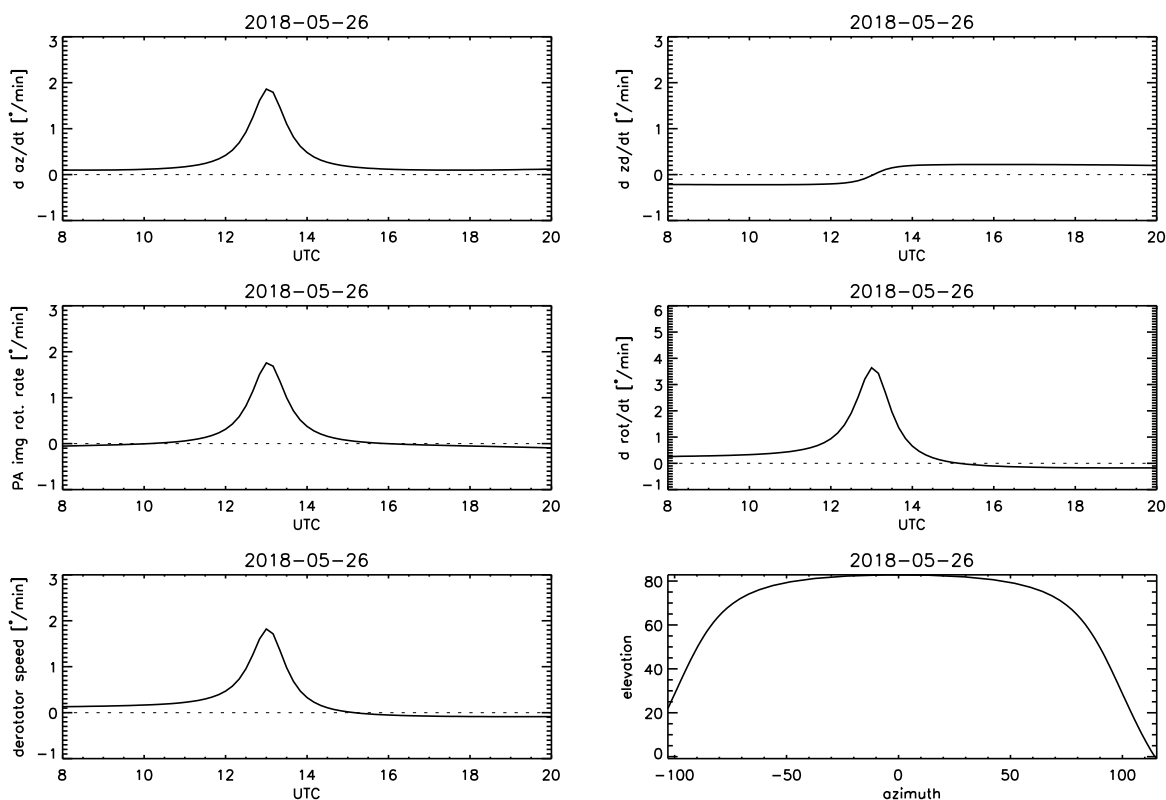 2018-05-26
d az/dt [°/min]
3
2
1
0
-1
8 10 12 14 16 18 20
UTC
2018-05-26
d zd/dt [°/min]
3
2
1
0
-1
8 10 12 14 16 18 20
UTC
2018-05-26
PA img rot. rate [°/min]
3
2
1
0
-1
8 10 12 14 16 18 20
UTC
2018-05-26
d rot/dt [°/min]
6
5
4
3
2
1
0
-1
8 10 12 14 16 18 20
UTC
2018-05-26
derotator speed [°/min]
3
2
1
0
-1
8 10 12 14 16 18 20
UTC
2018-05-26
elevation
80
60
40
20
0
-100 -50 0 50 100
azimuth